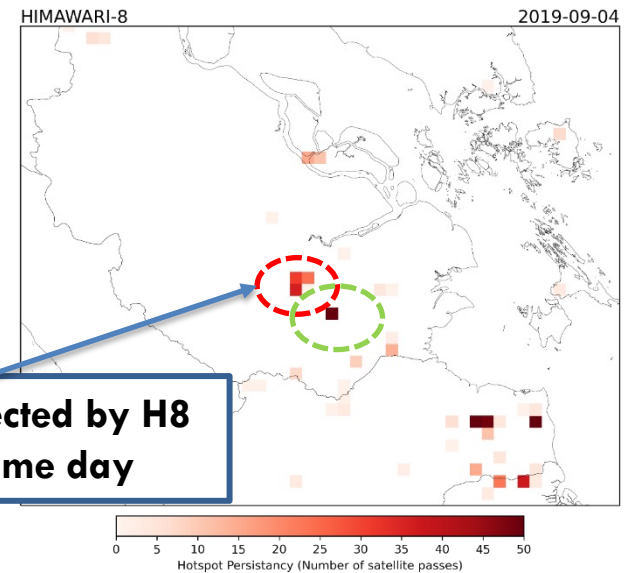 HIMAWARI-8 2019-09-04
ected by H8
me day
0 5 10 15 20 25 30 35 40 45 50
Hotspot Persistancy (Number of satellite passes)